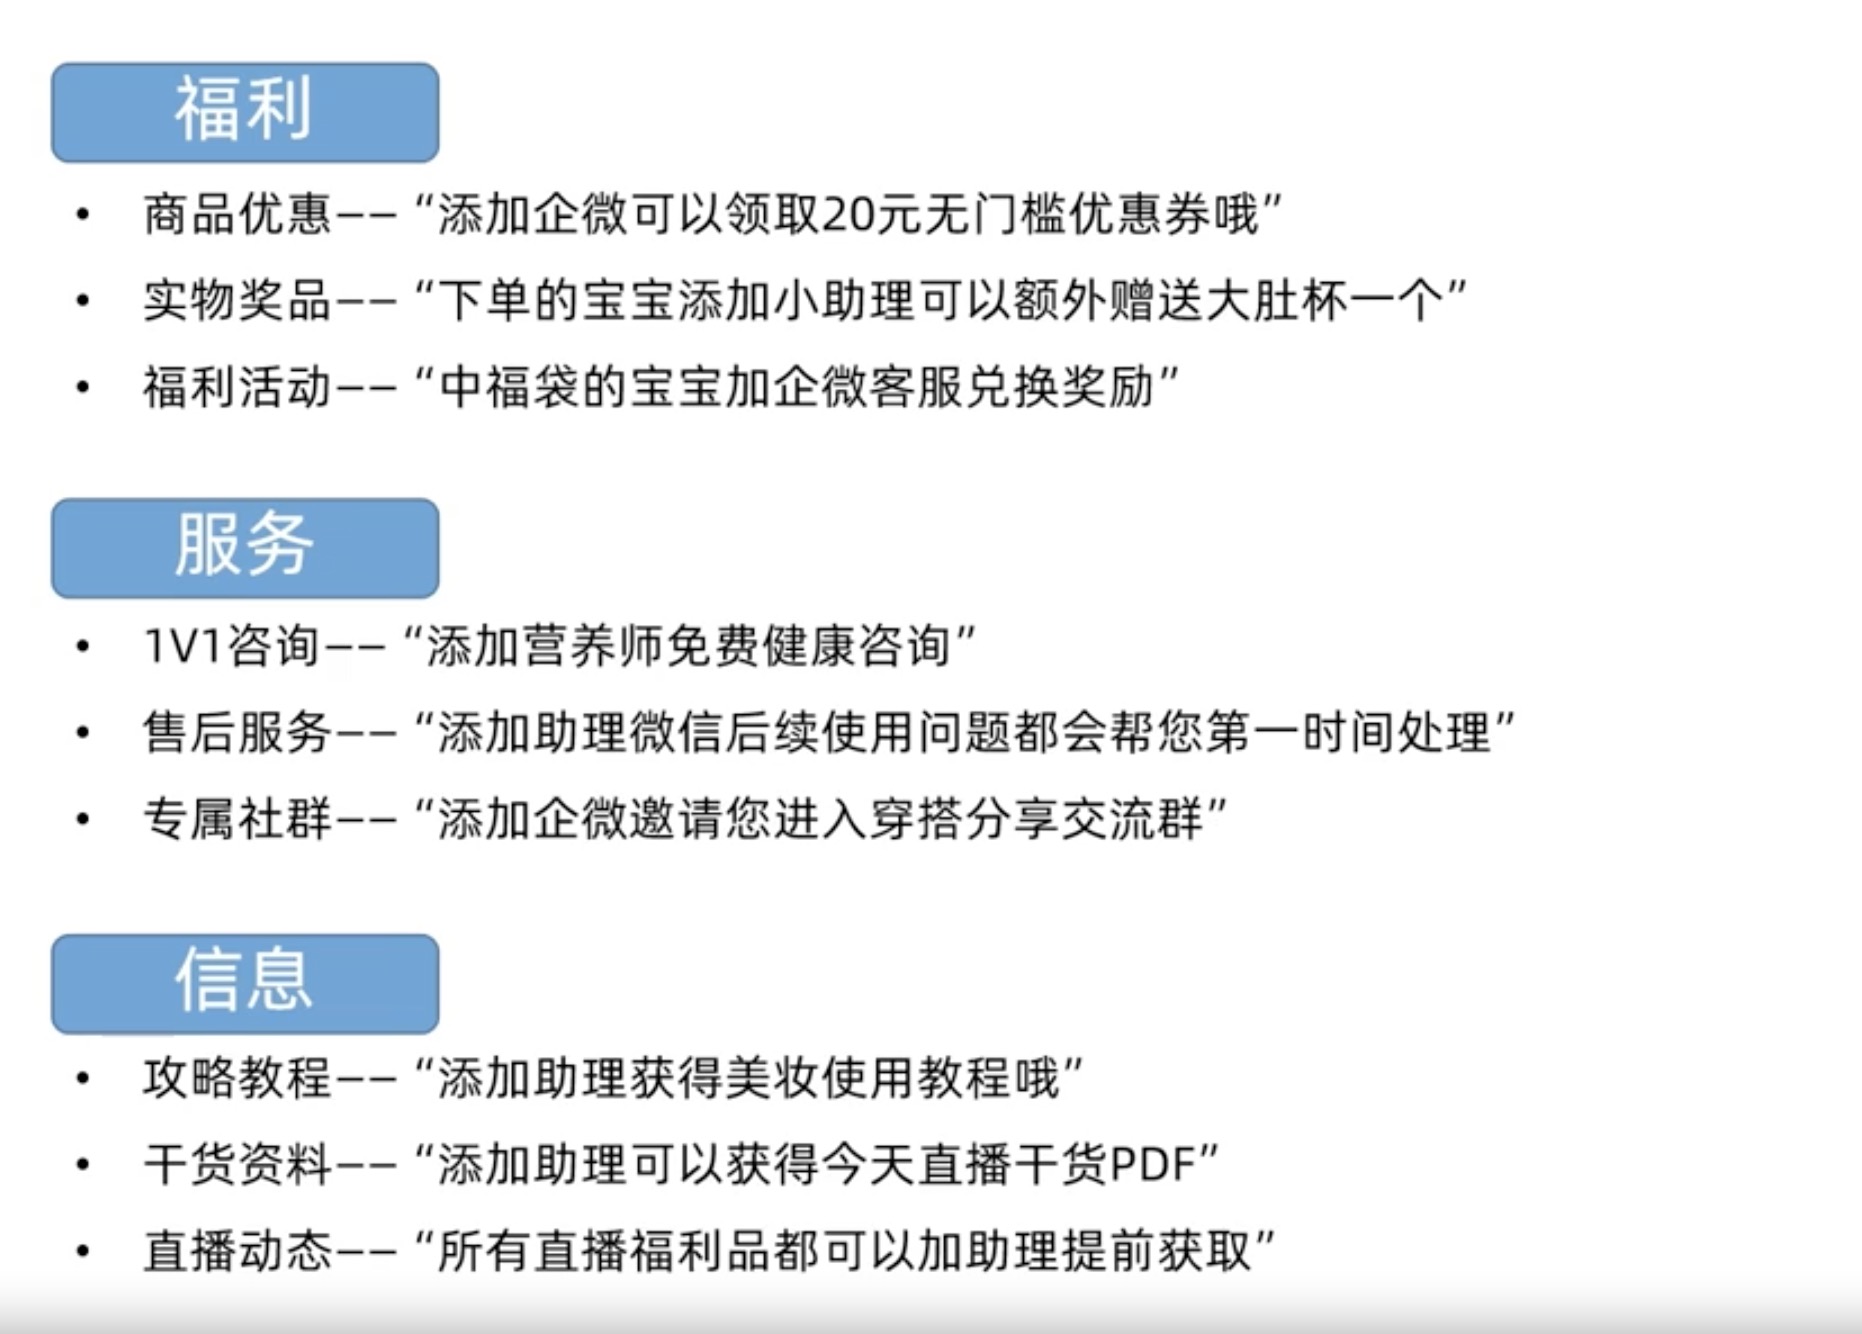 福利
• 商品优惠——“添加企微可以领取20元无门槛优惠券哦”
• 实物奖品——“下单的宝宝添加小助理可以额外赠送大肚杯一个”
• 福利活动——“中福袋的宝宝加企微客服兑换奖励”
服务
• 1V1咨询——“添加营养师免费健康咨询”
• 售后服务——“添加助理微信后续使用问题都会帮您第一时间处理”
• 专属社群——“添加企微邀请您进入穿搭分享交流群”
信息
• 攻略教程——“添加助理获得美妆使用教程哦”
• 干货资料——“添加助理可以获得今天直播干货PDF”
• 直播动态——“所有直播福利品都可以加助理提前获取”